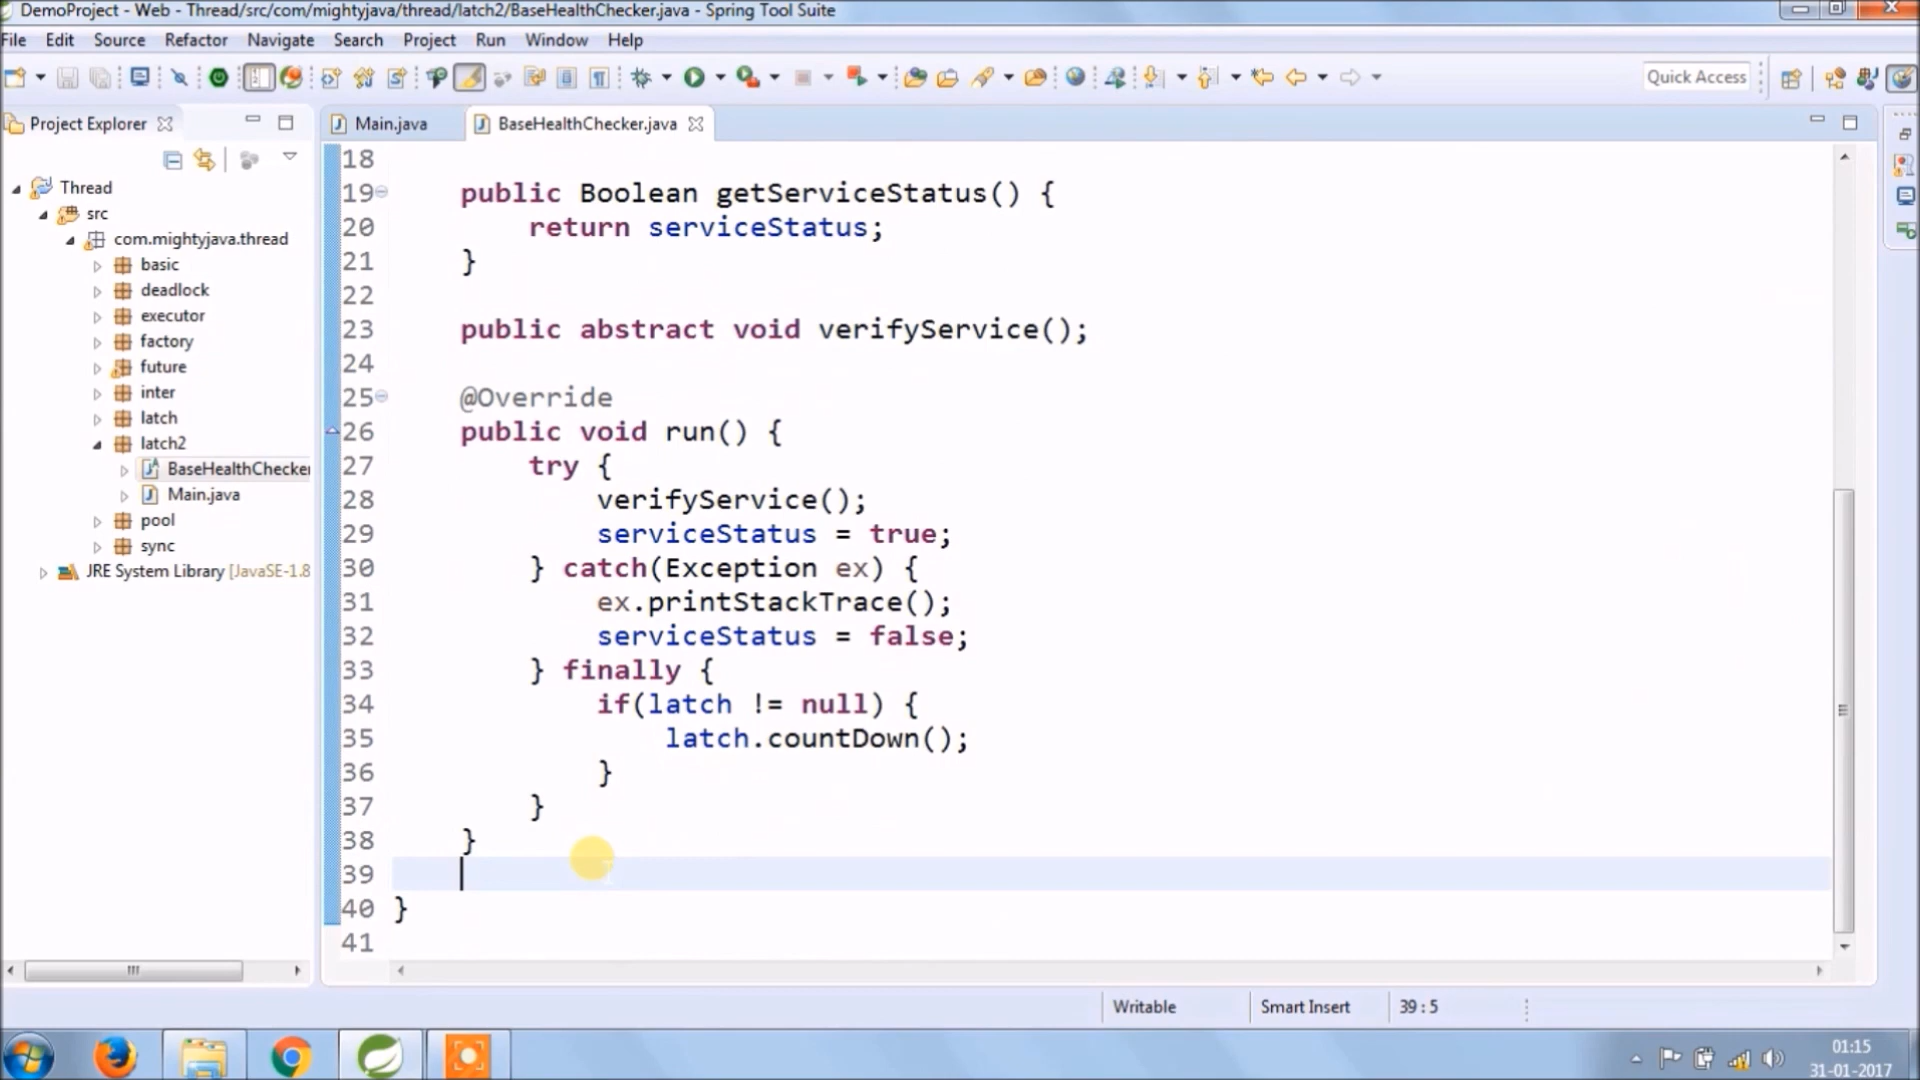 DemoProject - Web - Thread/src/com/mightyjava/thread/latch2/BaseHealthChecker.java - Spring Tool Suite
File Edit Source Refactor Navigate Search Project Run Window Help
Quick Access
Project Explorer
Main.java
BaseHealthChecker.java
Thread
src
com.mightyjava.thread
basic
deadlock
executor
factory
future
inter
latch
latch2
BaseHealthChecker
Main.java
pool
sync
JRE System Library [JavaSE-1.8
18
19 public Boolean getServiceStatus() {
20 return serviceStatus;
21 }
22
23 public abstract void verifyService();
24
25 @Override
26 public void run() {
27 try {
28 verifyService();
29 serviceStatus = true;
30 } catch(Exception ex) {
31 ex.printStackTrace();
32 serviceStatus = false;
33 } finally {
34 if(latch != null) {
35 latch.countDown();
36 }
37 }
38 }
39
40 }
41
Writable Smart Insert 39 : 5
01:15
31-01-2017